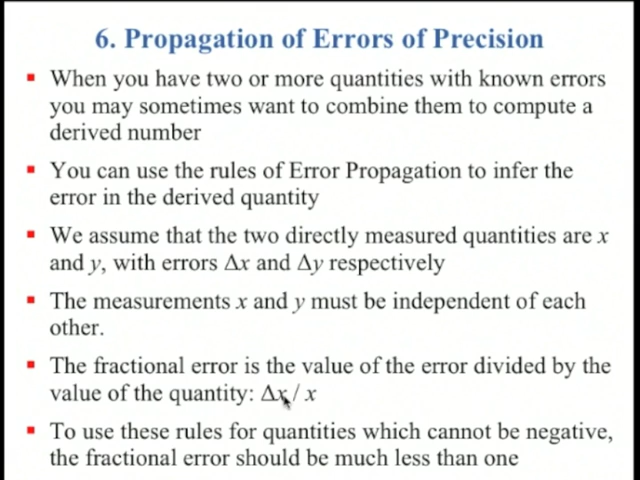 6. Propagation of Errors of Precision
▪ When you have two or more quantities with known errors
you may sometimes want to combine them to compute a
derived number
▪ You can use the rules of Error Propagation to infer the
error in the derived quantity
▪ We assume that the two directly measured quantities are x
and y, with errors Δx and Δy respectively
▪ The measurements x and y must be independent of each
other.
▪ The fractional error is the value of the error divided by the
value of the quantity: Δx / x
▪ To use these rules for quantities which cannot be negative,
the fractional error should be much less than one